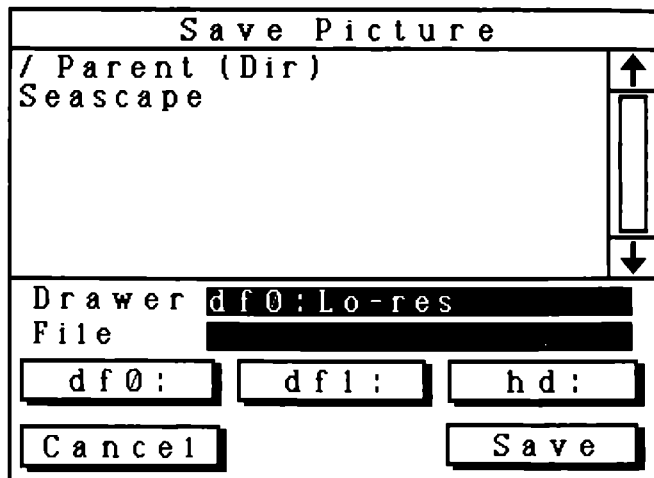 Save Picture
/ Parent (Dir)
Seascape
Drawer df0:Lo-res
File
df0: df1: hd:
Cancel Save